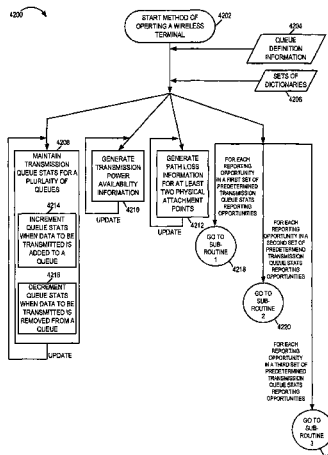 4200
START METHOD OF
OPERTING A WIRELESS
TERMINAL
4202
4204
QUEUE
DEFINITION
INFORMATION
SETS OF
DICTIONARIES
4206
4208
MAINTAIN
TRANSMISSION
QUEUE STATS FOR A
PLURALITY OF
QUEUES
4214
INCREMENT
QUEUE STATS
WHEN DATA TO BE
TRANSMITTED IS
ADDED TO A
QUEUE
4216
DECREMENT
QUEUE STATS
WHEN DATA TO BE
TRANSMITTED IS
REMOVED FROM A
QUEUE
UPDATE
GENERATE
TRANSMISSION
POWER
AVAILABILITY
INFORMATION
4210
UPDATE
GENERATE
PATH LOSS
INFORMATION
FOR AT LEAST
TWO PHYSICAL
ATTACHMENT
POINTS
4212
UPDATE
FOR EACH
REPORTING
OPPORTUNITY
IN A FIRST SET OF
PREDETERMINED
TRANSMISSION
QUEUE STATS
REPORTING
OPPORTUNITIES
GO TO
SUB-
ROUTINE
1
4218
FOR EACH
REPORTING
OPPORTUNITY
IN A SECOND SET OF
PREDETERMINED
TRANSMISSION
QUEUE STATS
REPORTING
OPPORTUNITIES
GO TO
SUB-
ROUTINE
2
4220
FOR EACH
REPORTING
OPPORTUNITY
IN A THIRD SET OF
PREDETERMINED
TRANSMISSION
QUEUE STATS
REPORTING
OPPORTUNITIES
GO TO
SUB-
ROUTINE
3